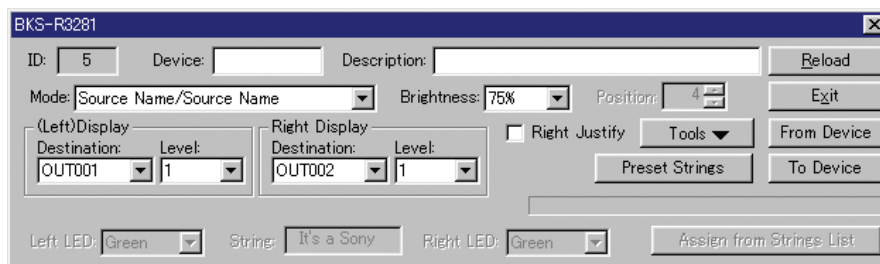 BKS-R3281
ID: 5 Device: Description: Reload
Mode: Source Name/Source Name Brightness: 75% Position: 4 Exit
(Left)Display Right Display Right Justify Tools From Device
Destination: Level: Destination: Level:
OUT001 1 OUT002 1 Preset Strings To Device
Left LED: Green String: It's a Sony Right LED: Green Assign from Strings List